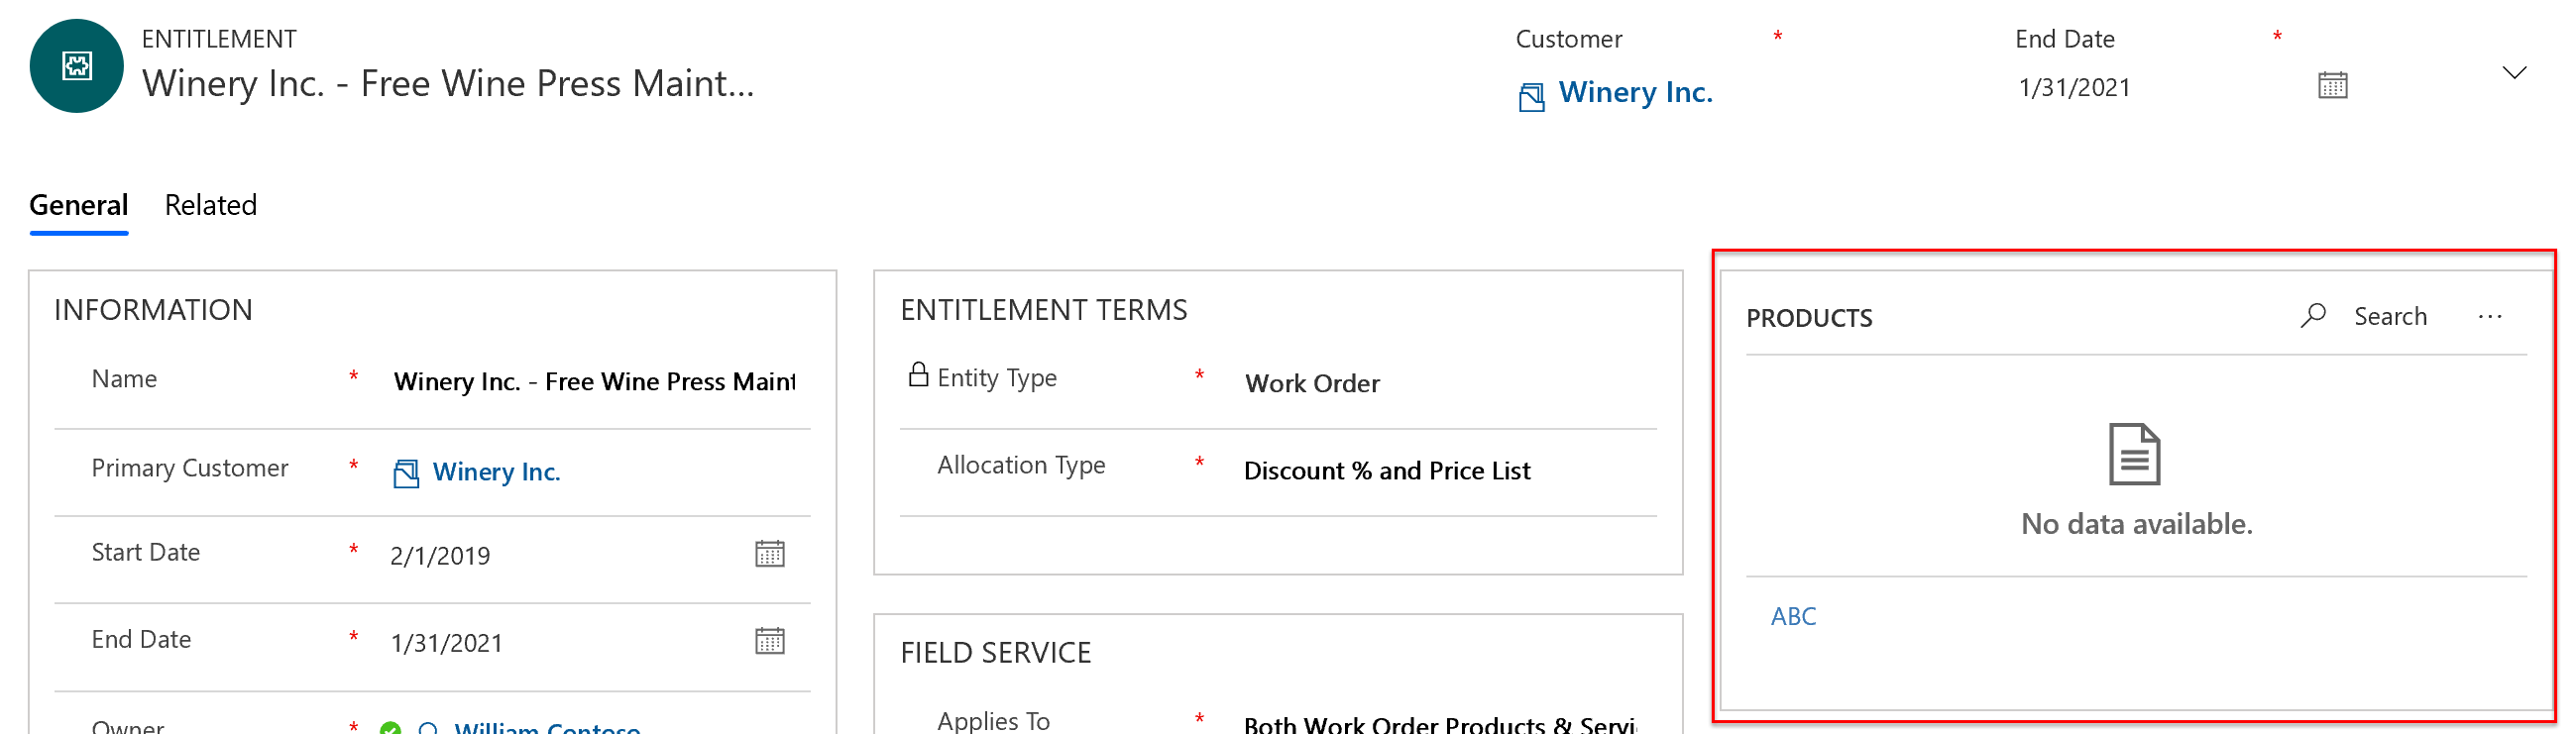 ENTITLEMENT
Winery Inc. - Free Wine Press Maint...
Customer *
Winery Inc.
End Date *
1/31/2021
General Related
INFORMATION
Name * Winery Inc. - Free Wine Press Maint
Primary Customer * Winery Inc.
Start Date * 2/1/2019
End Date * 1/31/2021
Owner * William Contoso
ENTITLEMENT TERMS
Entity Type * Work Order
Allocation Type * Discount % and Price List
FIELD SERVICE
Applies To * Both Work Order Products & Servi
PRODUCTS Search ...
No data available.
ABC